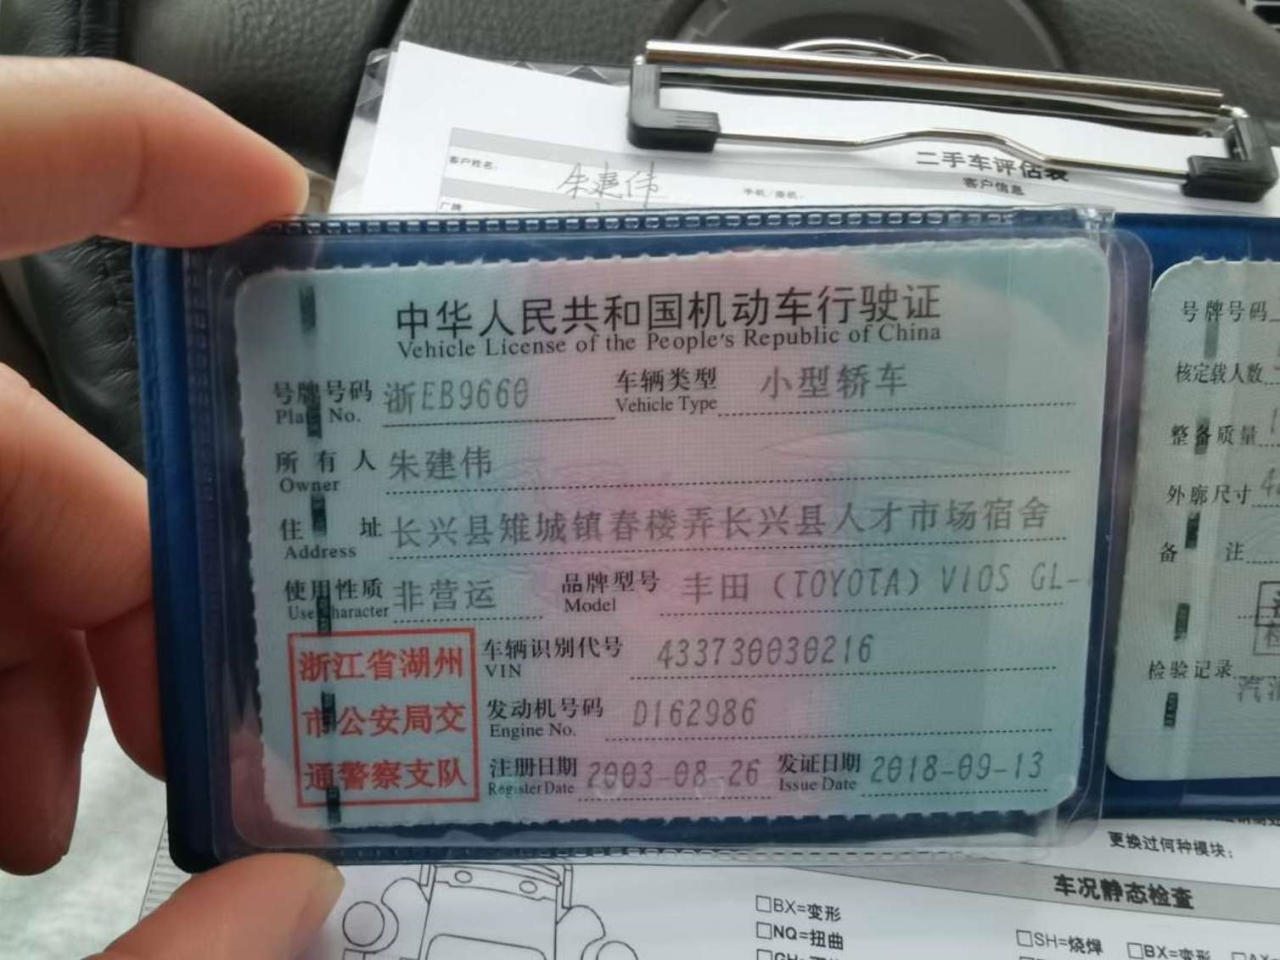 二手车评估表
客户信息
客户姓名: 朱建伟 手机/座机:
厂牌
中华人民共和国机动车行驶证
Vehicle License of the People's Republic of China
号牌号码 浙EB9660 车辆类型 小型轿车
Plate No. Vehicle Type
所有人 朱建伟
Owner
住址 长兴县雉城镇春楼弄长兴县人才市场宿舍
Address
使用性质 非营运 品牌型号 丰田（TOYOTA）VIOS GL-
Use Character Model
浙江省湖州
市公安局交
通警察支队
车辆识别代号 433730030216
VIN
发动机号码 D162986
Engine No.
注册日期 2003-08-26 发证日期 2018-09-13
Register Date Issue Date
号牌号码
核定载人数
整备质量
外廓尺寸
备注
检验记录
更换过何种模块:
车况静态检查
□BX=变形
□NQ=扭曲
□SH=烧焊 □BX=变形